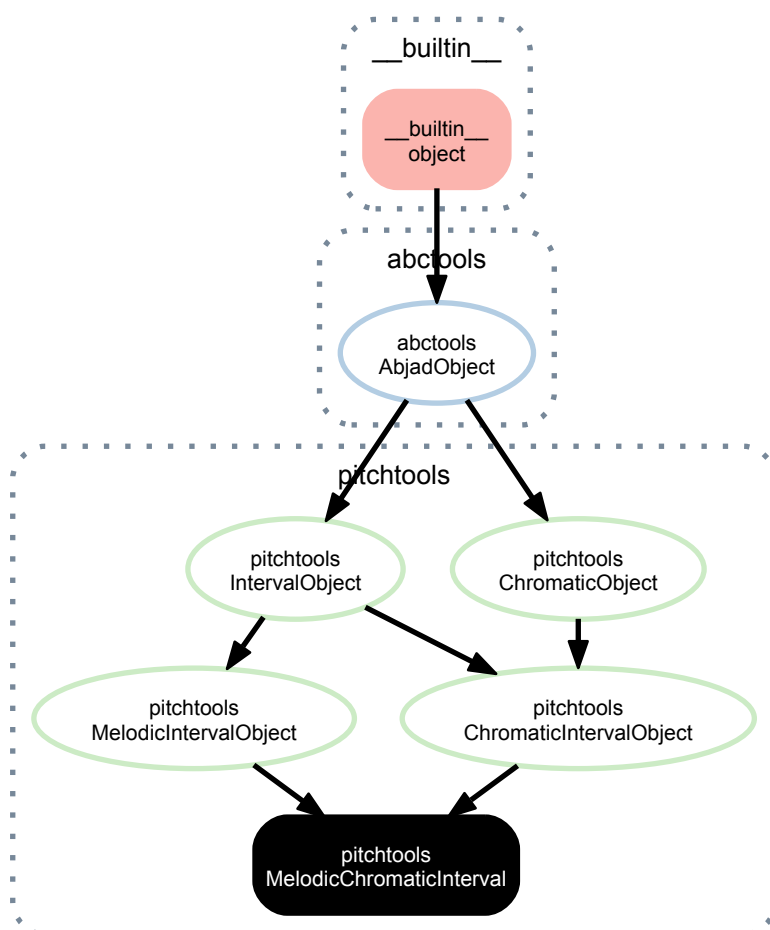 __builtin__
__builtin__
object
abctools
abctools
AbjadObject
pitchtools
pitchtools
IntervalObject
pitchtools
ChromaticObject
pitchtools
MelodicIntervalObject
pitchtools
ChromaticIntervalObject
pitchtools
MelodicChromaticInterval